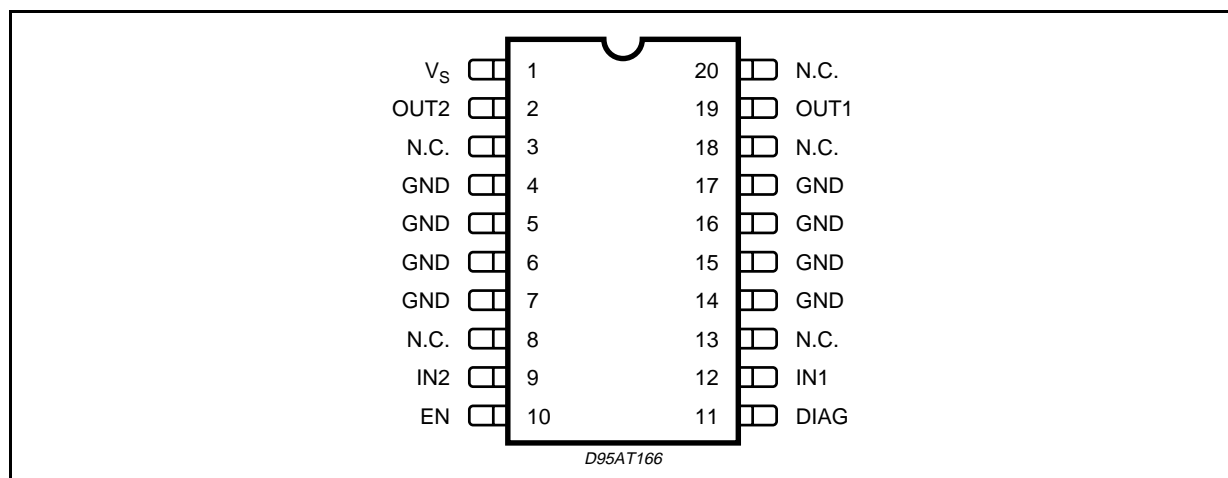 V_S 1 20 N.C.
OUT2 2 19 OUT1
N.C. 3 18 N.C.
GND 4 17 GND
GND 5 16 GND
GND 6 15 GND
GND 7 14 GND
N.C. 8 13 N.C.
IN2 9 12 IN1
EN 10 11 DIAG
D95AT166